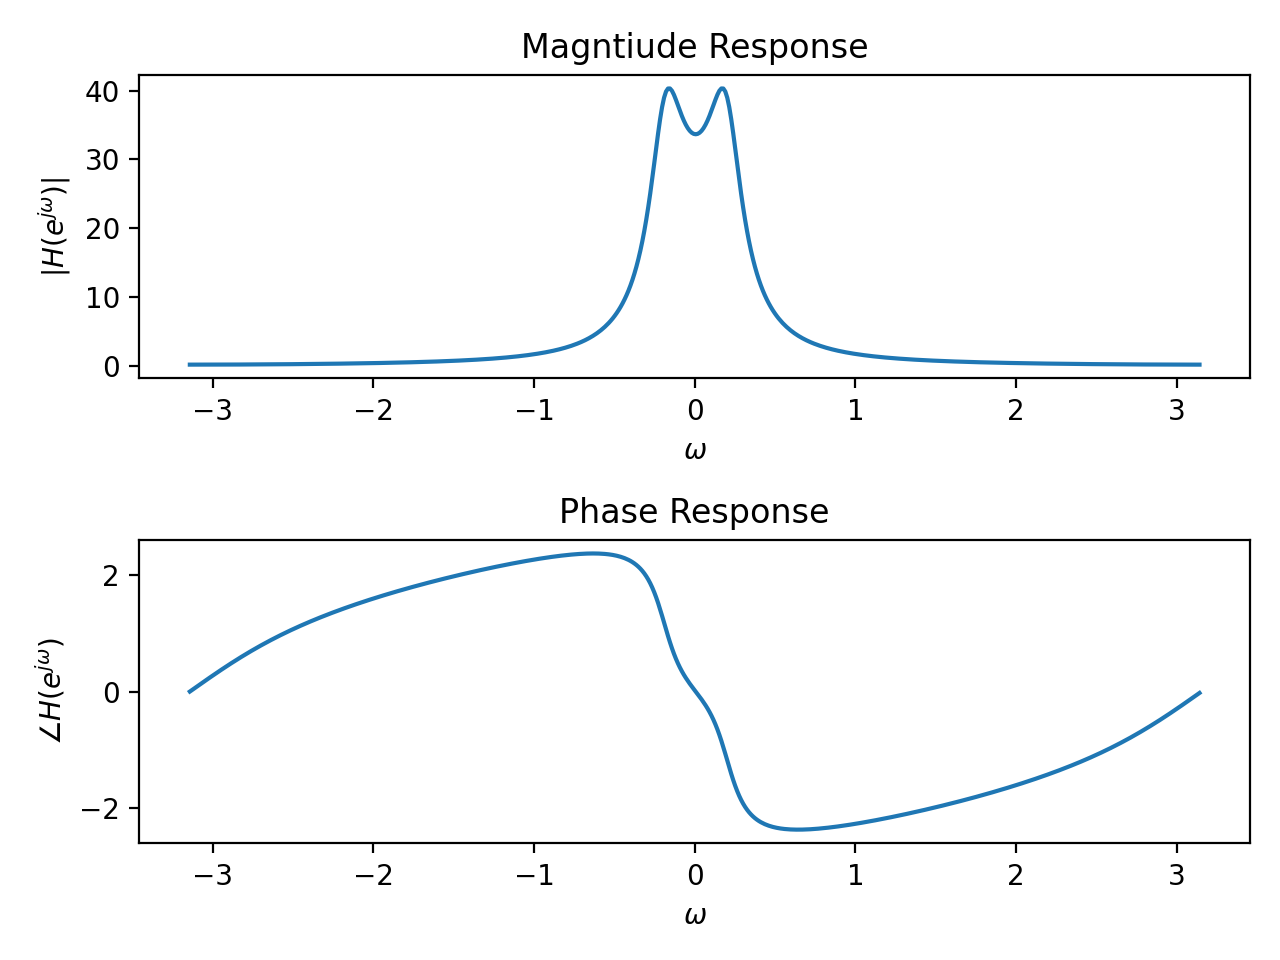 Magntiude Response
|H(e^{jω})|
40
30
20
10
0
−3 −2 −1 0 1 2 3
ω
Phase Response
∠H(e^{jω})
2
0
−2
−3 −2 −1 0 1 2 3
ω